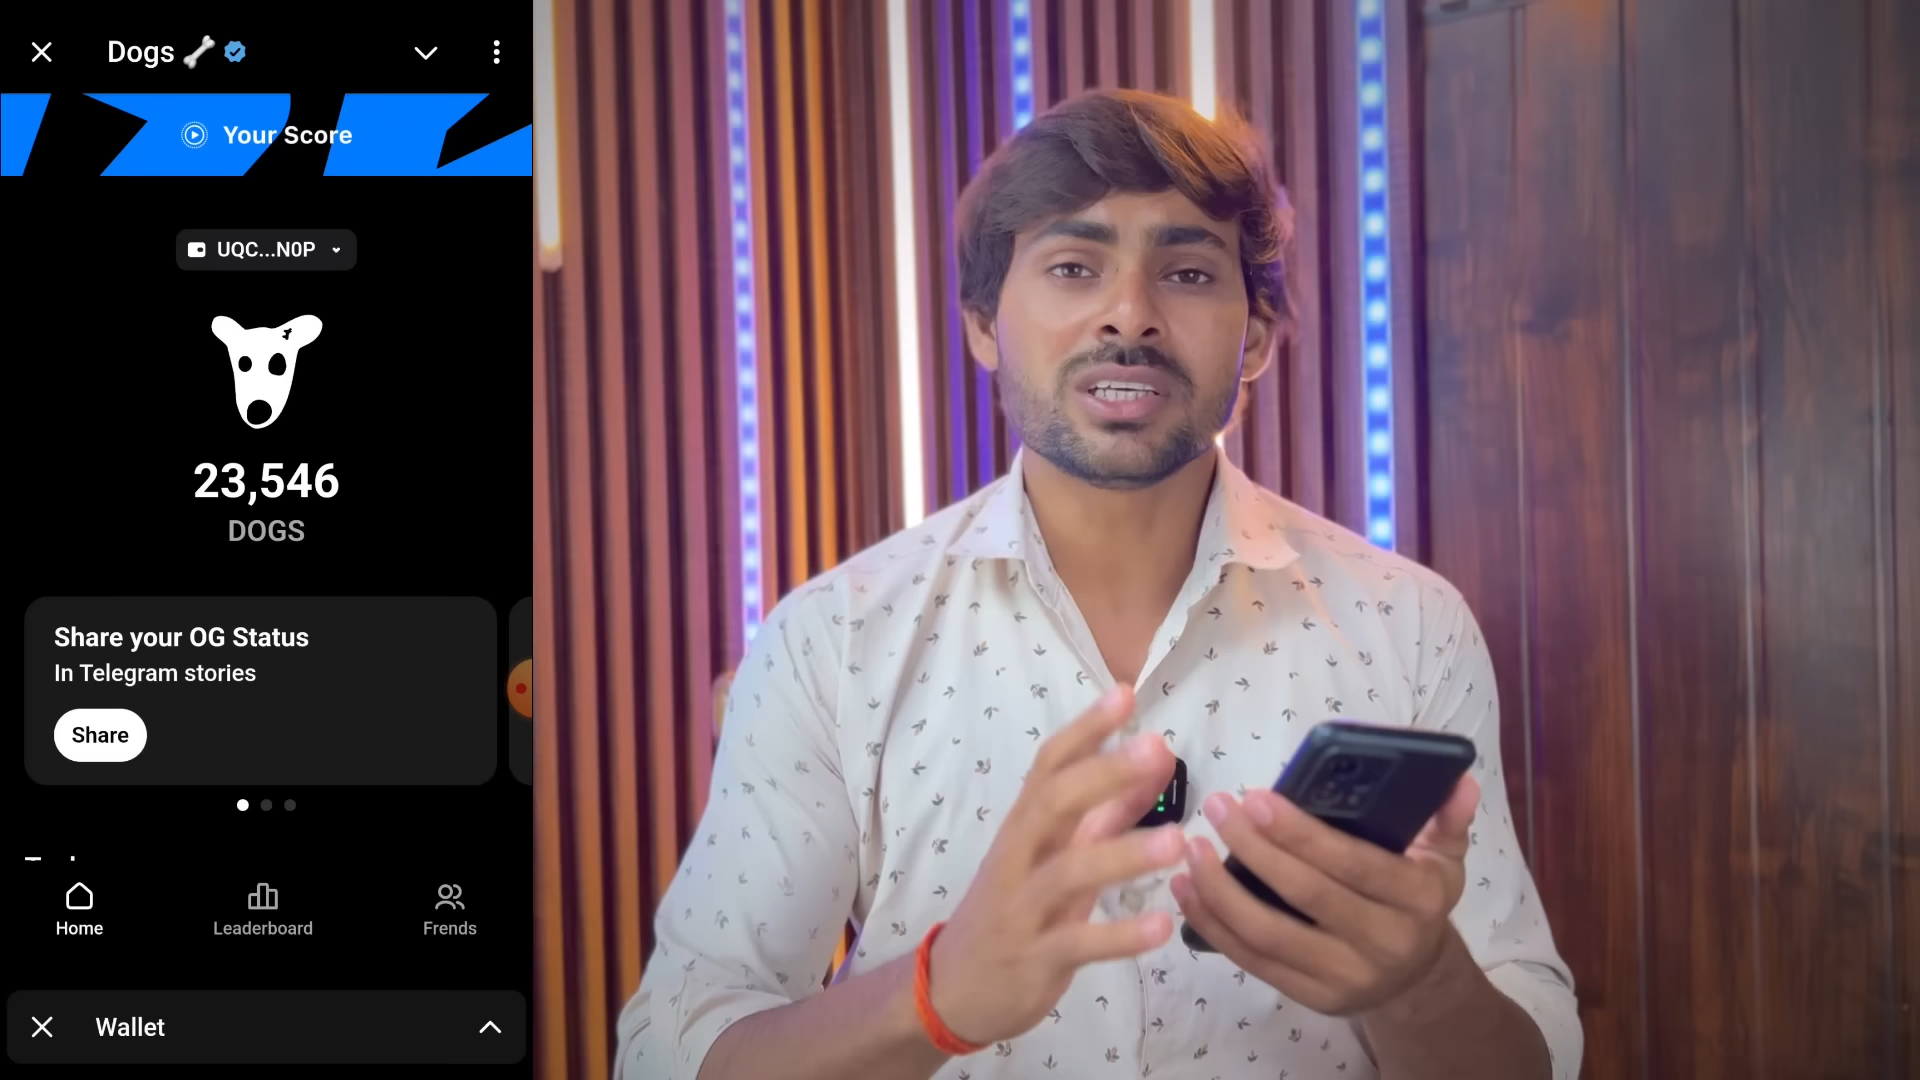 Dogs
Your Score
UQC...N0P
23,546
DOGS
Share your OG Status
In Telegram stories
Share
Home
Leaderboard
Frends
Wallet